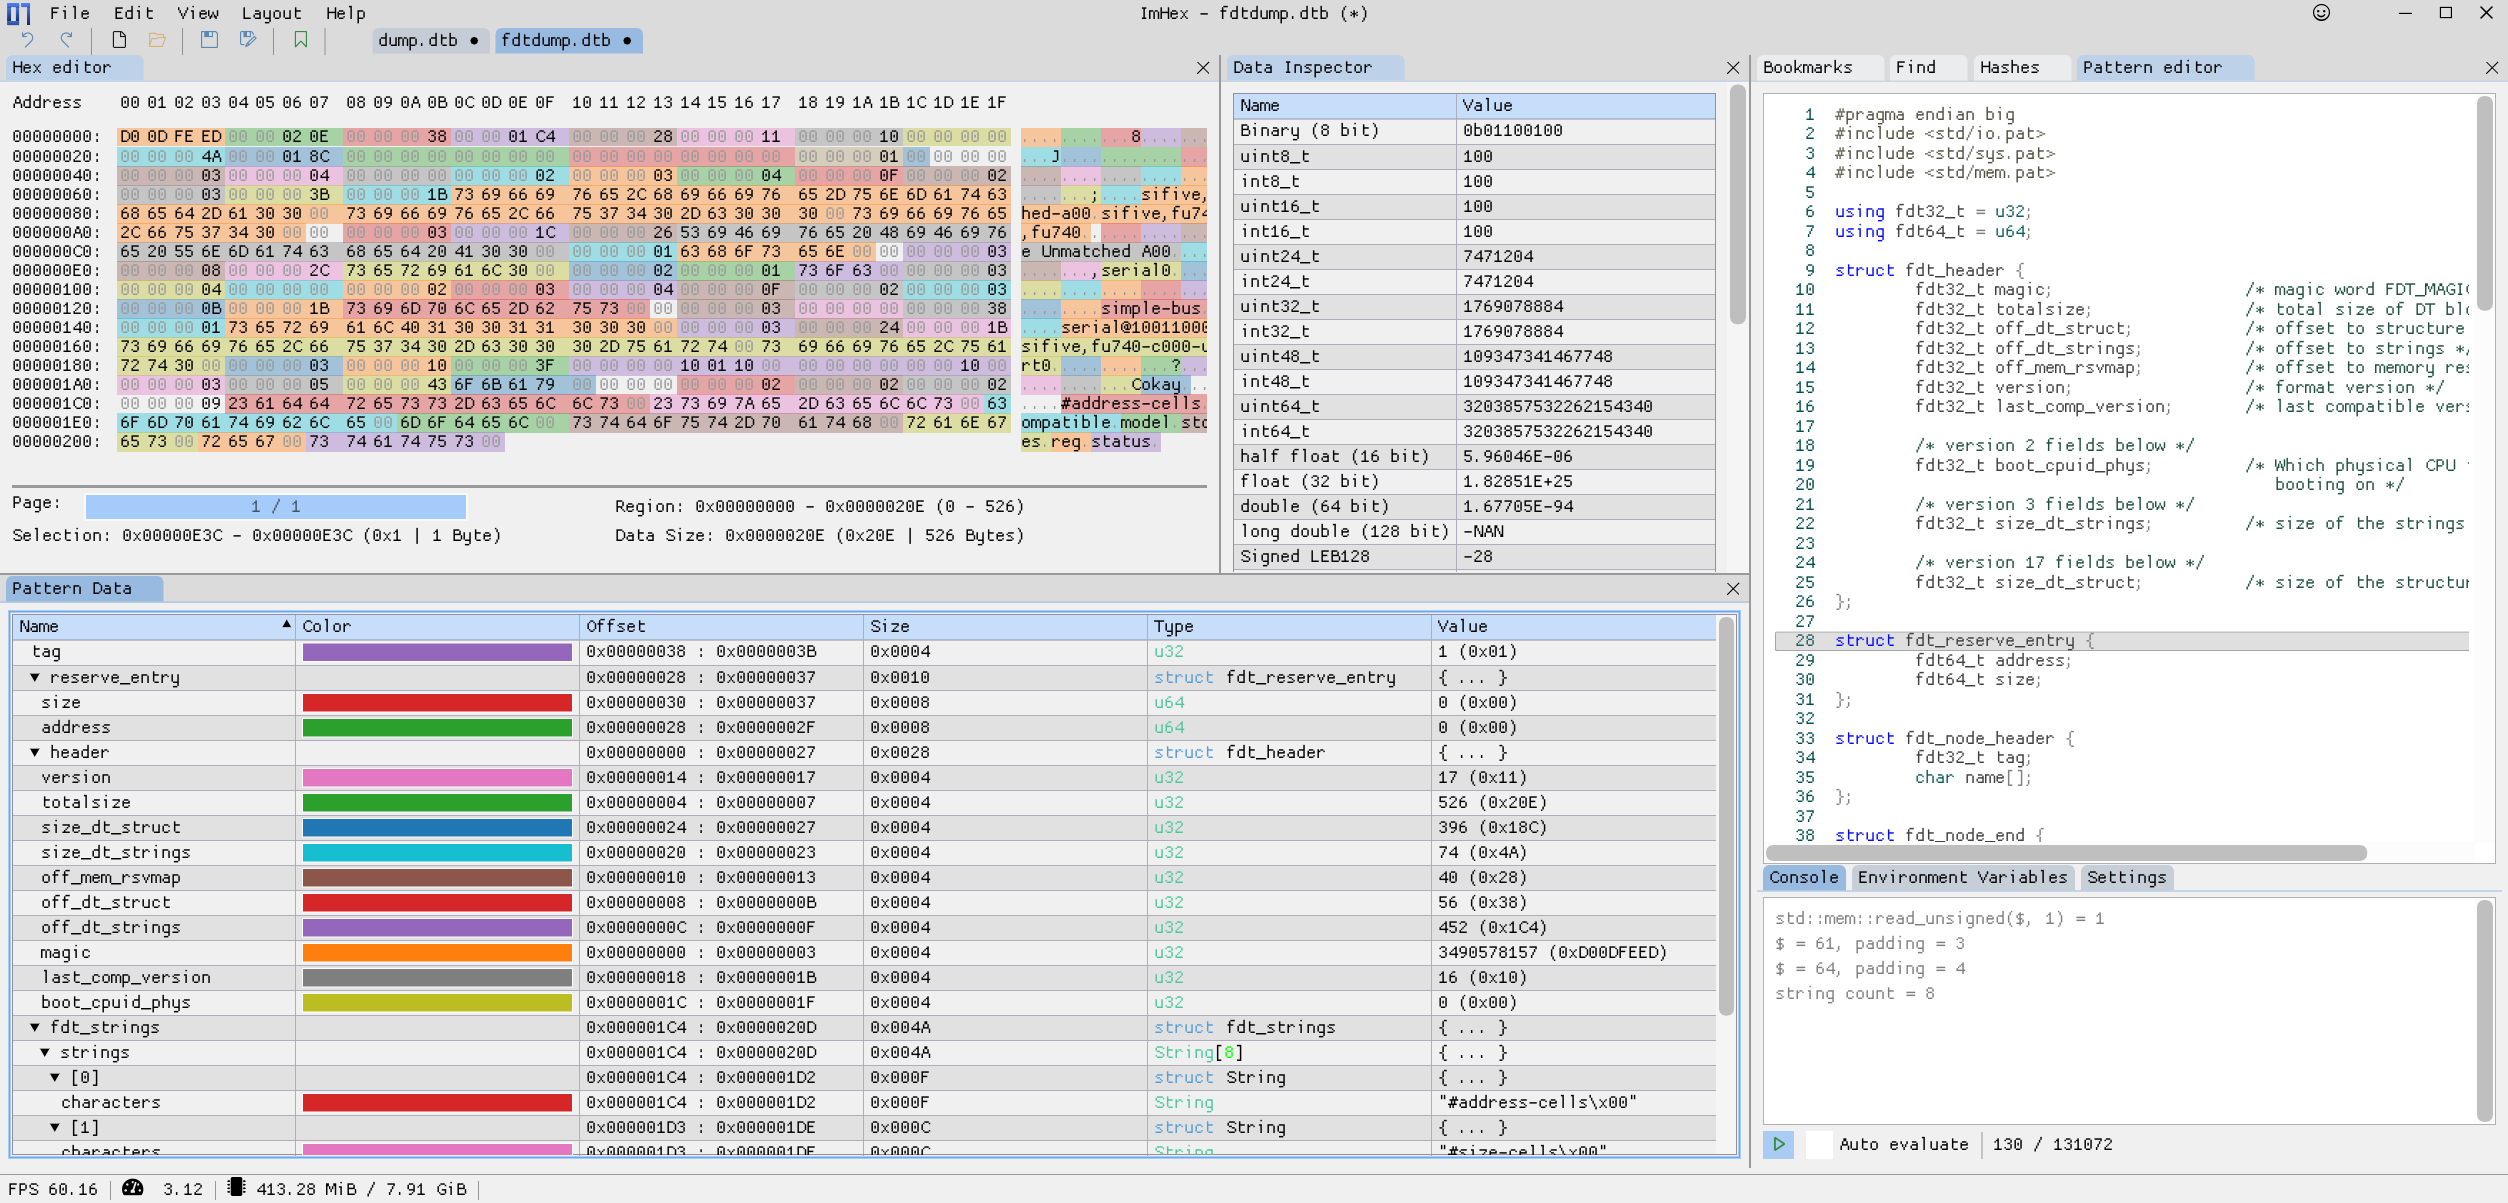 File Edit View Layout Help
ImHex - fdtdump.dtb (*)
dump.dtb ● fdtdump.dtb ●
Hex editor
Address 00 01 02 03 04 05 06 07 08 09 0A 0B 0C 0D 0E 0F 10 11 12 13 14 15 16 17 18 19 1A 1B 1C 1D 1E 1F
00000000: D0 0D FE ED 00 00 02 0E 00 00 00 38 00 00 01 C4 00 00 00 28 00 00 00 11 00 00 00 10 00 00 00 00 ...........8....
00000020: 00 00 00 4A 00 00 01 8C 00 00 00 00 00 00 00 00 00 00 00 00 00 00 00 00 00 00 00 01 00 00 00 00 ...J............
00000040: 00 00 00 03 00 00 00 04 00 00 00 00 00 00 00 02 00 00 00 03 00 00 00 04 00 00 00 0F 00 00 00 02
00000060: 00 00 00 03 00 00 00 3B 00 00 00 1B 73 69 66 69 76 65 2C 68 69 66 69 76 65 2D 75 6E 6D 61 74 63 .......;....sifive,
00000080: 68 65 64 2D 61 30 30 00 73 69 66 69 76 65 2C 66 75 37 34 30 2D 63 30 30 30 00 73 69 66 69 76 65 hed-a00.sifive,fu74
000000A0: 2C 66 75 37 34 30 00 00 00 00 00 03 00 00 00 1C 00 00 00 26 53 69 46 69 76 65 20 48 69 46 69 76 ,fu740.
000000C0: 65 20 55 6E 6D 61 74 63 68 65 64 20 41 30 30 00 00 00 00 01 63 68 6F 73 65 6E 00 00 00 00 00 03 e Unmatched A00.
000000E0: 00 00 00 08 00 00 00 2C 73 65 72 69 61 6C 30 00 00 00 00 02 00 00 00 01 73 6F 63 00 00 00 00 03 .......,serial0.
00000100: 00 00 00 04 00 00 00 00 00 00 00 02 00 00 00 03 00 00 00 04 00 00 00 0F 00 00 00 02 00 00 00 03
00000120: 00 00 00 0B 00 00 00 1B 73 69 6D 70 6C 65 2D 62 75 73 00 00 00 00 00 03 00 00 00 00 00 00 00 38 ........simple-bus
00000140: 00 00 00 01 73 65 72 69 61 6C 40 31 30 30 31 31 30 30 30 00 00 00 00 03 00 00 00 24 00 00 00 1B ....serial@10011000
00000160: 73 69 66 69 76 65 2C 66 75 37 34 30 2D 63 30 30 30 2D 75 61 72 74 00 73 69 66 69 76 65 2C 75 61 sifive,fu740-c000-u
00000180: 72 74 30 00 00 00 00 03 00 00 00 10 00 00 00 3F 00 00 00 00 10 01 10 00 00 00 00 00 00 00 10 00 rt0............?
000001A0: 00 00 00 03 00 00 00 05 00 00 00 43 6F 6B 61 79 00 00 00 00 00 00 00 02 00 00 00 02 00 00 00 02 ...........Cokay
000001C0: 00 00 00 09 23 61 64 64 72 65 73 73 2D 63 65 6C 6C 73 00 23 73 69 7A 65 2D 63 65 6C 6C 73 00 63 ....#address-cells
000001E0: 6F 6D 70 61 74 69 62 6C 65 00 6D 6F 64 65 6C 00 73 74 64 6F 75 74 2D 70 61 74 68 00 72 61 6E 67 ompatible.model.st
00000200: 65 73 00 72 65 67 00 73 74 61 74 75 73 00 es.reg.status.
Page: 1 / 1
Region: 0x00000000 - 0x0000020E (0 - 526)
Selection: 0x00000E3C - 0x00000E3C (0x1 | 1 Byte)
Data Size: 0x0000020E (0x20E | 526 Bytes)
Data Inspector
Name Value
Binary (8 bit) 0b01100100
uint8_t 100
int8_t 100
uint16_t 100
int16_t 100
uint24_t 7471204
int24_t 7471204
uint32_t 1769078884
int32_t 1769078884
uint48_t 109347341467748
int48_t 109347341467748
uint64_t 3203857532262154340
int64_t 3203857532262154340
half float (16 bit) 5.96046E-06
float (32 bit) 1.82851E+25
double (64 bit) 1.67705E-94
long double (128 bit) -NAN
Signed LEB128 -28
Pattern Data
Name Color Offset Size Type Value
tag 0x00000038 : 0x0000003B 0x0004 u32 1 (0x01)
reserve_entry 0x00000028 : 0x00000037 0x0010 struct fdt_reserve_entry { ... }
size 0x00000030 : 0x00000037 0x0008 u64 0 (0x00)
address 0x00000028 : 0x0000002F 0x0008 u64 0 (0x00)
header 0x00000000 : 0x00000027 0x0028 struct fdt_header { ... }
version 0x00000014 : 0x00000017 0x0004 u32 17 (0x11)
totalsize 0x00000004 : 0x00000007 0x0004 u32 526 (0x20E)
size_dt_struct 0x00000024 : 0x00000027 0x0004 u32 396 (0x18C)
size_dt_strings 0x00000020 : 0x00000023 0x0004 u32 74 (0x4A)
off_mem_rsvmap 0x00000010 : 0x00000013 0x0004 u32 40 (0x28)
off_dt_struct 0x00000008 : 0x0000000B 0x0004 u32 56 (0x38)
off_dt_strings 0x0000000C : 0x0000000F 0x0004 u32 452 (0x1C4)
magic 0x00000000 : 0x00000003 0x0004 u32 3490578157 (0xD00DFEED)
last_comp_version 0x00000018 : 0x0000001B 0x0004 u32 16 (0x10)
boot_cpuid_phys 0x0000001C : 0x0000001F 0x0004 u32 0 (0x00)
fdt_strings 0x000001C4 : 0x0000020D 0x004A struct fdt_strings { ... }
strings 0x000001C4 : 0x0000020D 0x004A String[8] { ... }
[0] 0x000001C4 : 0x000001D2 0x000F struct String { ... }
characters 0x000001C4 : 0x000001D2 0x000F String "#address-cells\x00"
[1] 0x000001D3 : 0x000001DE 0x000C struct String { ... }
characters 0x000001D3 : 0x000001DE 0x000C String "#size-cells\x00"
Bookmarks Find Hashes Pattern editor
1 #pragma endian big
2 #include <std/io.pat>
3 #include <std/sys.pat>
4 #include <std/mem.pat>
5
6 using fdt32_t = u32;
7 using fdt64_t = u64;
8
9 struct fdt_header {
10 fdt32_t magic; /* magic word FDT_MAGIC
11 fdt32_t totalsize; /* total size of DT blo
12 fdt32_t off_dt_struct; /* offset to structure
13 fdt32_t off_dt_strings; /* offset to strings */
14 fdt32_t off_mem_rsvmap; /* offset to memory res
15 fdt32_t version; /* format version */
16 fdt32_t last_comp_version; /* last compatible vers
17
18 /* version 2 fields below */
19 fdt32_t boot_cpuid_phys; /* Which physical CPU
20 booting on */
21 /* version 3 fields below */
22 fdt32_t size_dt_strings; /* size of the strings
23
24 /* version 17 fields below */
25 fdt32_t size_dt_struct; /* size of the structur
26 };
27
28 struct fdt_reserve_entry {
29 fdt64_t address;
30 fdt64_t size;
31 };
32
33 struct fdt_node_header {
34 fdt32_t tag;
35 char name[];
36 };
37
38 struct fdt_node_end {
Console Environment Variables Settings
std::mem::read_unsigned($, 1) = 1
$ = 61, padding = 3
$ = 64, padding = 4
string count = 8
Auto evaluate 130 / 131072
FPS 60.16 3.12 413.28 MiB / 7.91 GiB